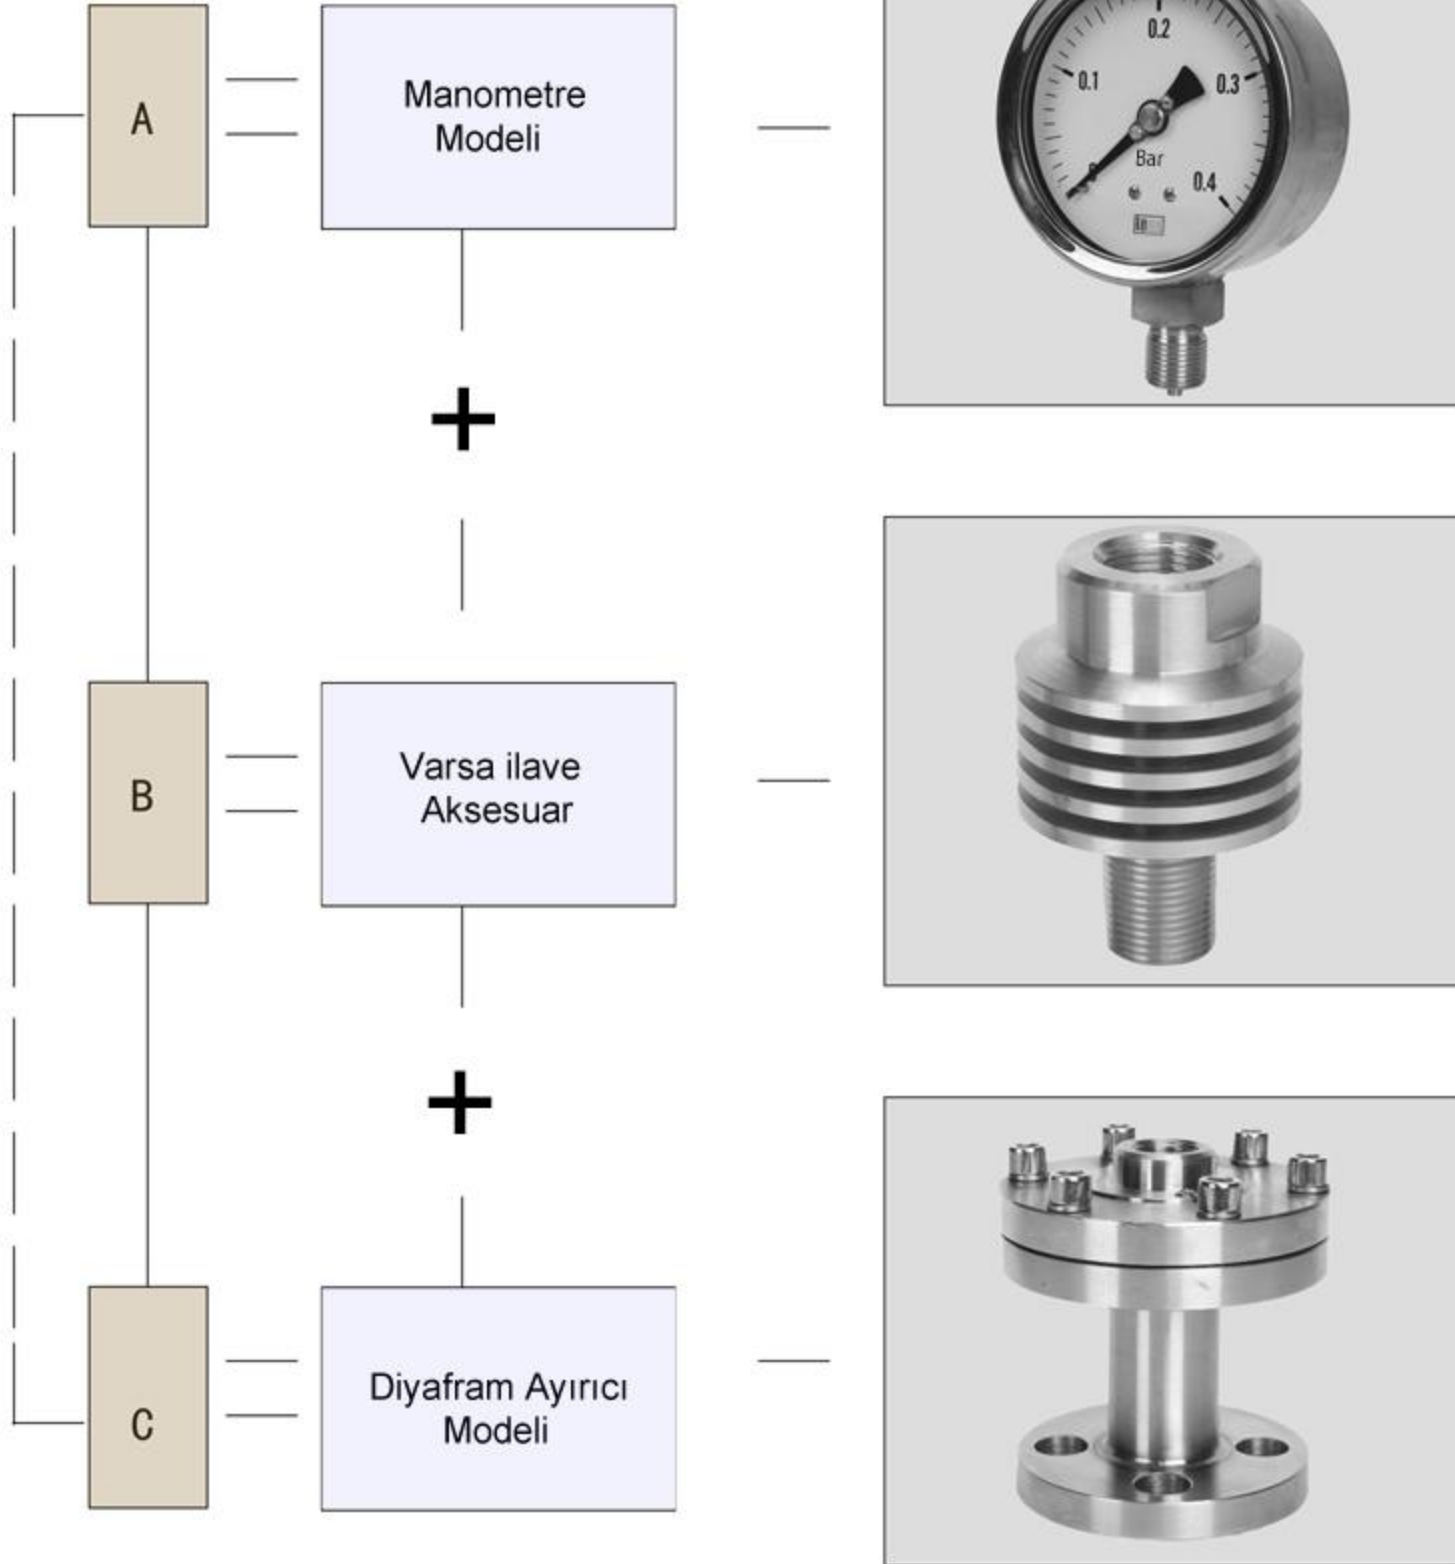 A
Manometre
Modeli
0.2
0.1
0.3
Bar
0.4
+
B
Varsa ilave
Aksesuar
+
C
Diyafram Ayırıcı
Modeli